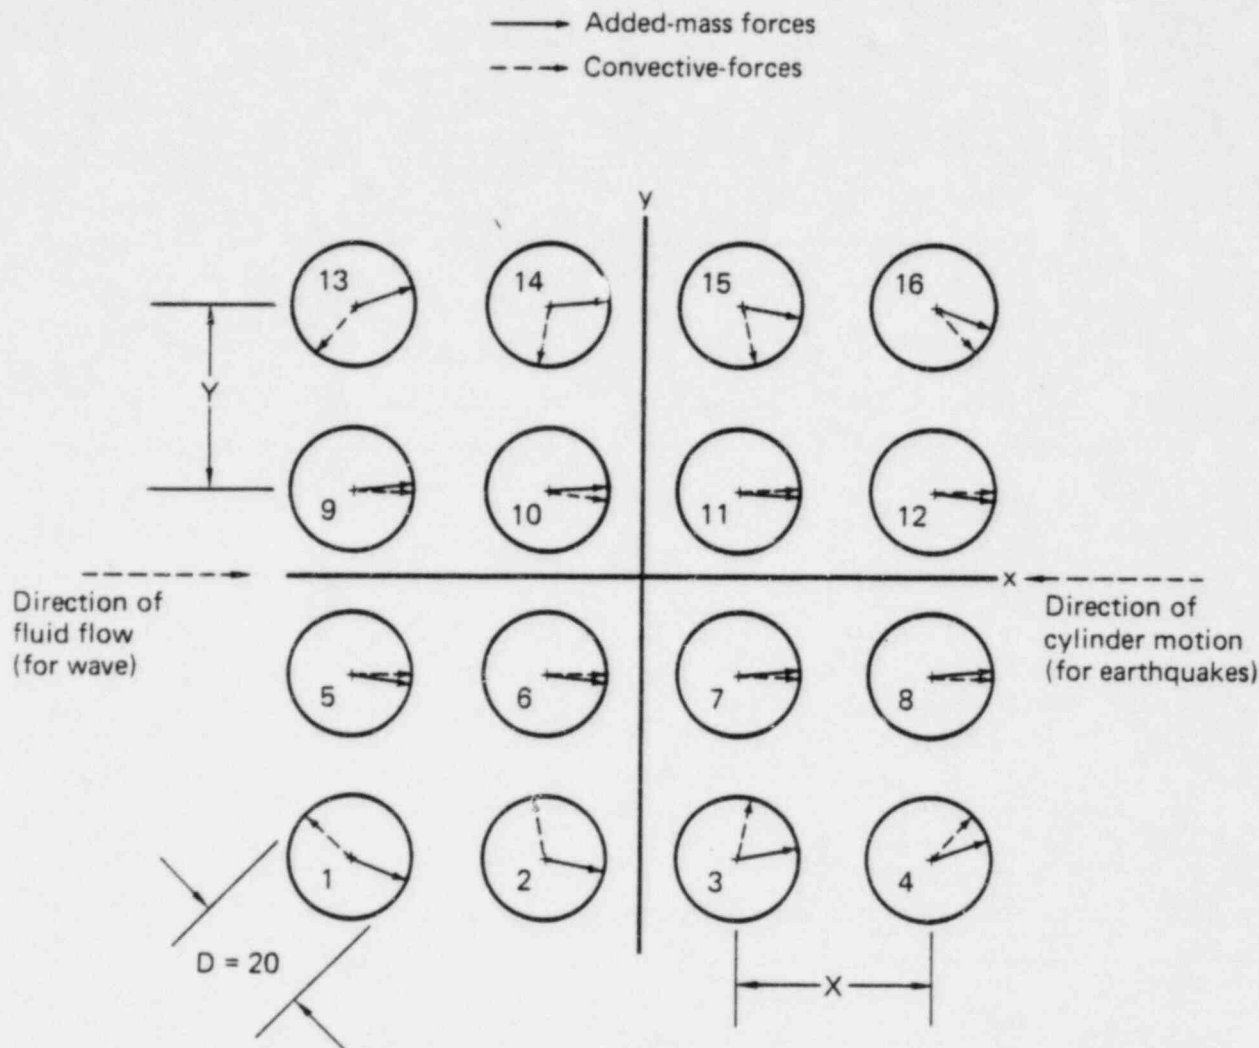 Added-mass forces
Convective-forces
y
13
14
15
16
Y
9
10
11
12
x
Direction of
fluid flow
(for wave)
Direction of
cylinder motion
(for earthquakes)
5
6
7
8
1
2
3
4
D = 20
X